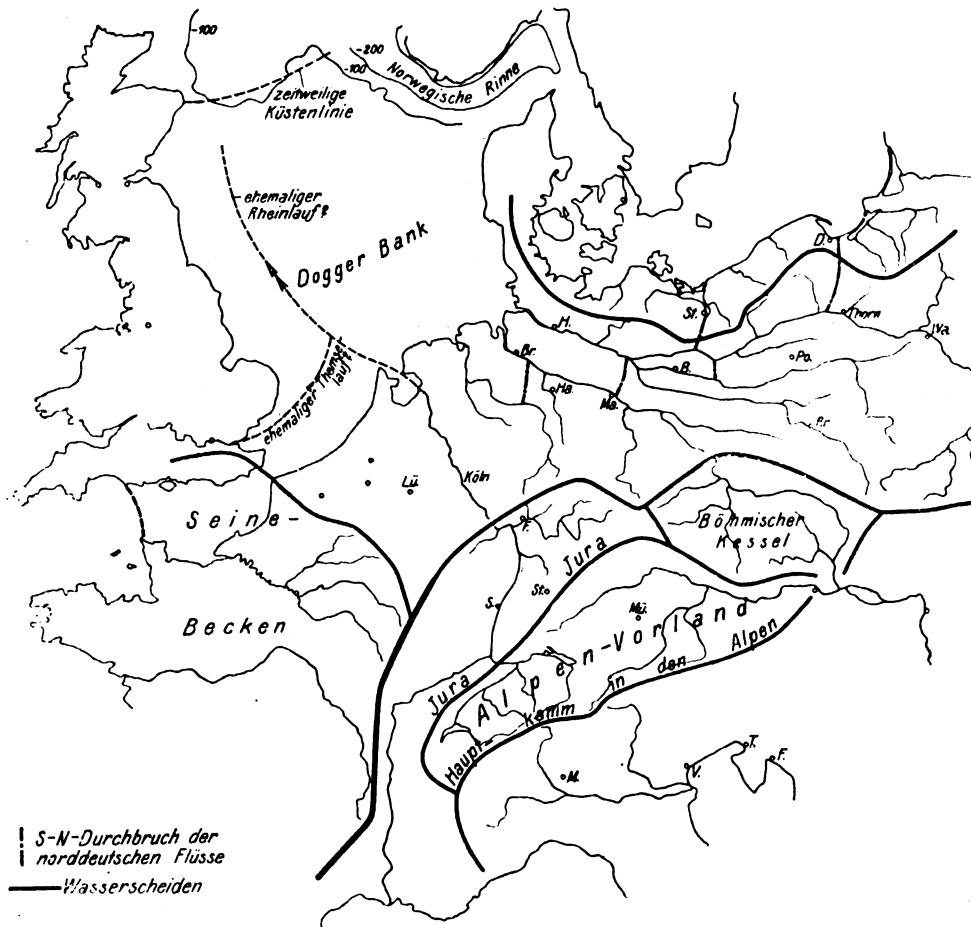 -100
-200
-100
Norwegische Rinne
zeitweilige
Küstenlinie
ehemaliger
Rheinlauf?
Dogger Bank
ehemaliger Themse-
lauf?
D.
St.
H.
Thorn
Wa.
Br.
B.
Po.
Ha.
Ma.
Br.
Köln
Lü.
Seine-
F.
Jura
Böhmischer
Kessel
S.
St.
Mü.
Becken
Jura
Alpen-Vorland
Haupt-kamm in den Alpen
M.
V.
T.
F.
S-N-Durchbruch der
norddeutschen Flüsse
Wasserscheiden